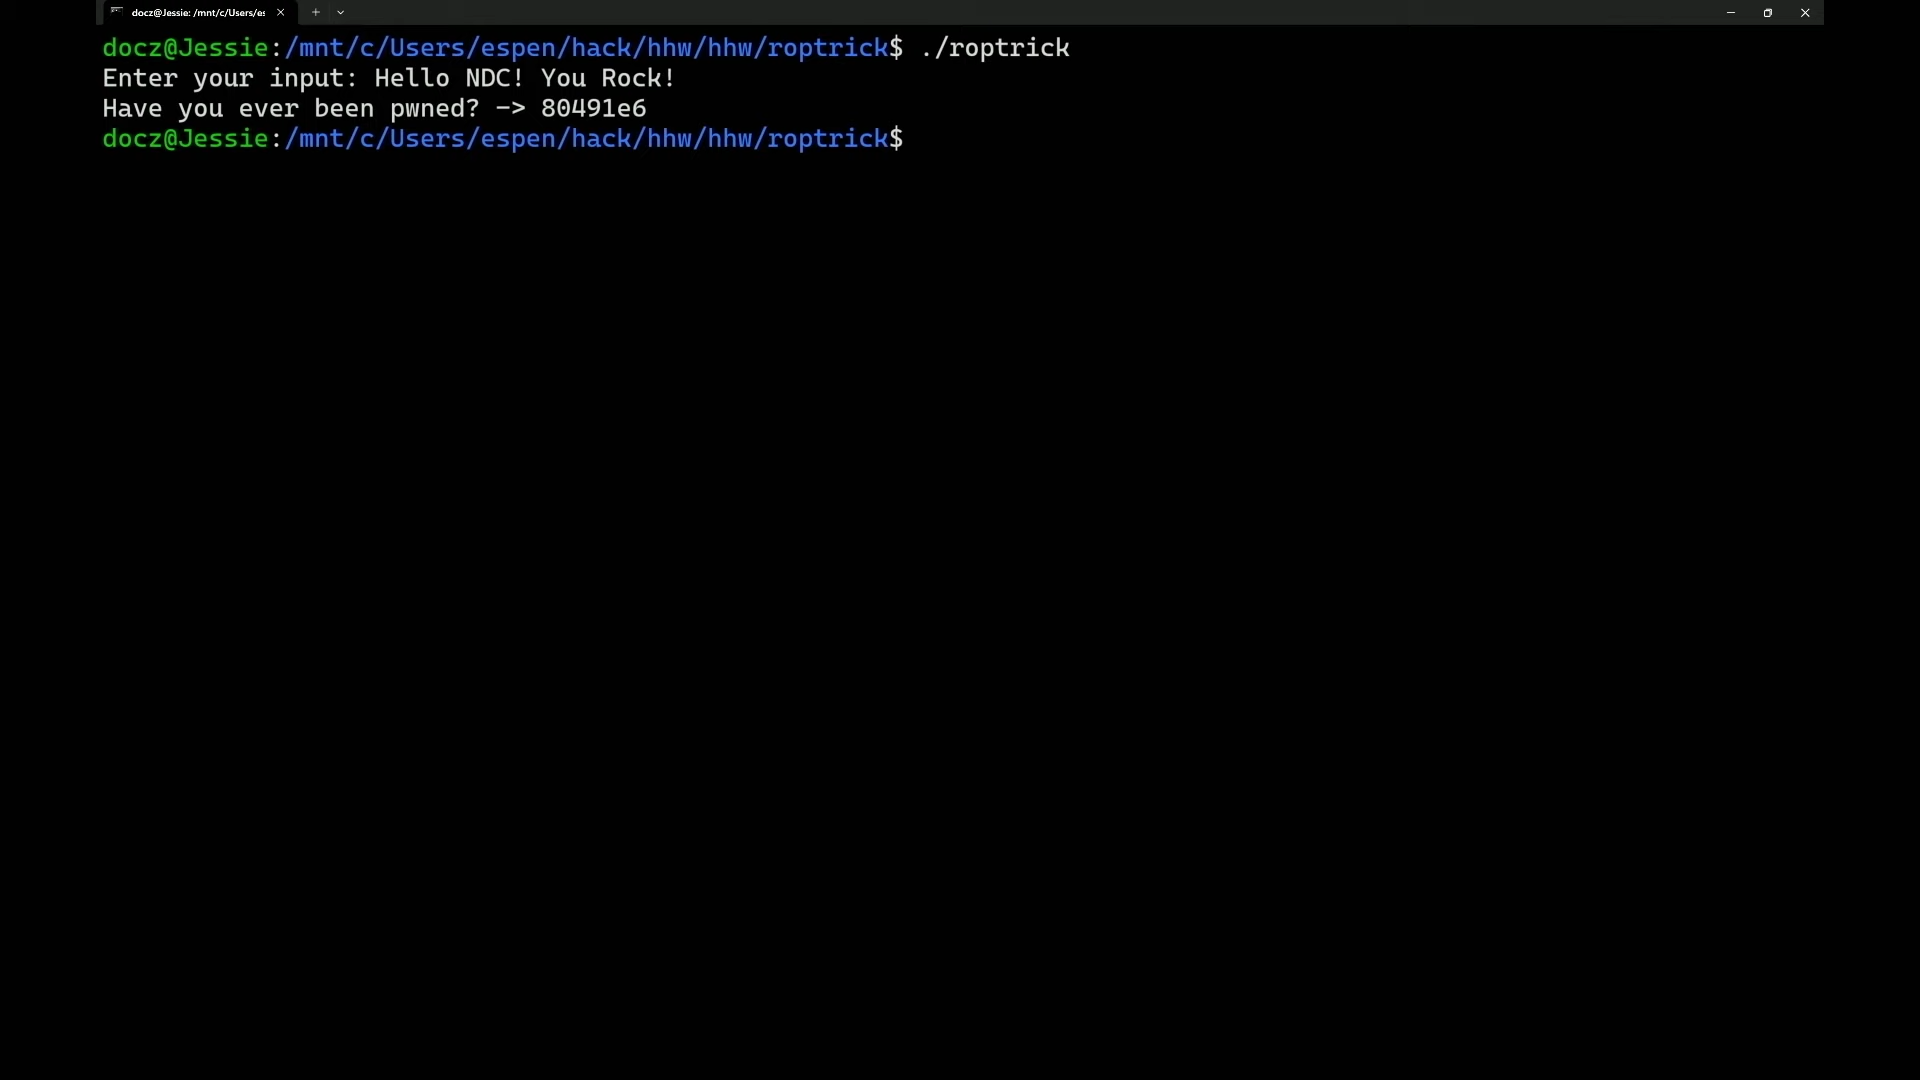 docz@Jessie: /mnt/c/Users/es
docz@Jessie:/mnt/c/Users/espen/hack/hhw/hhw/roptrick$ ./roptrick
Enter your input: Hello NDC! You Rock!
Have you ever been pwned? -> 80491e6
docz@Jessie:/mnt/c/Users/espen/hack/hhw/hhw/roptrick$